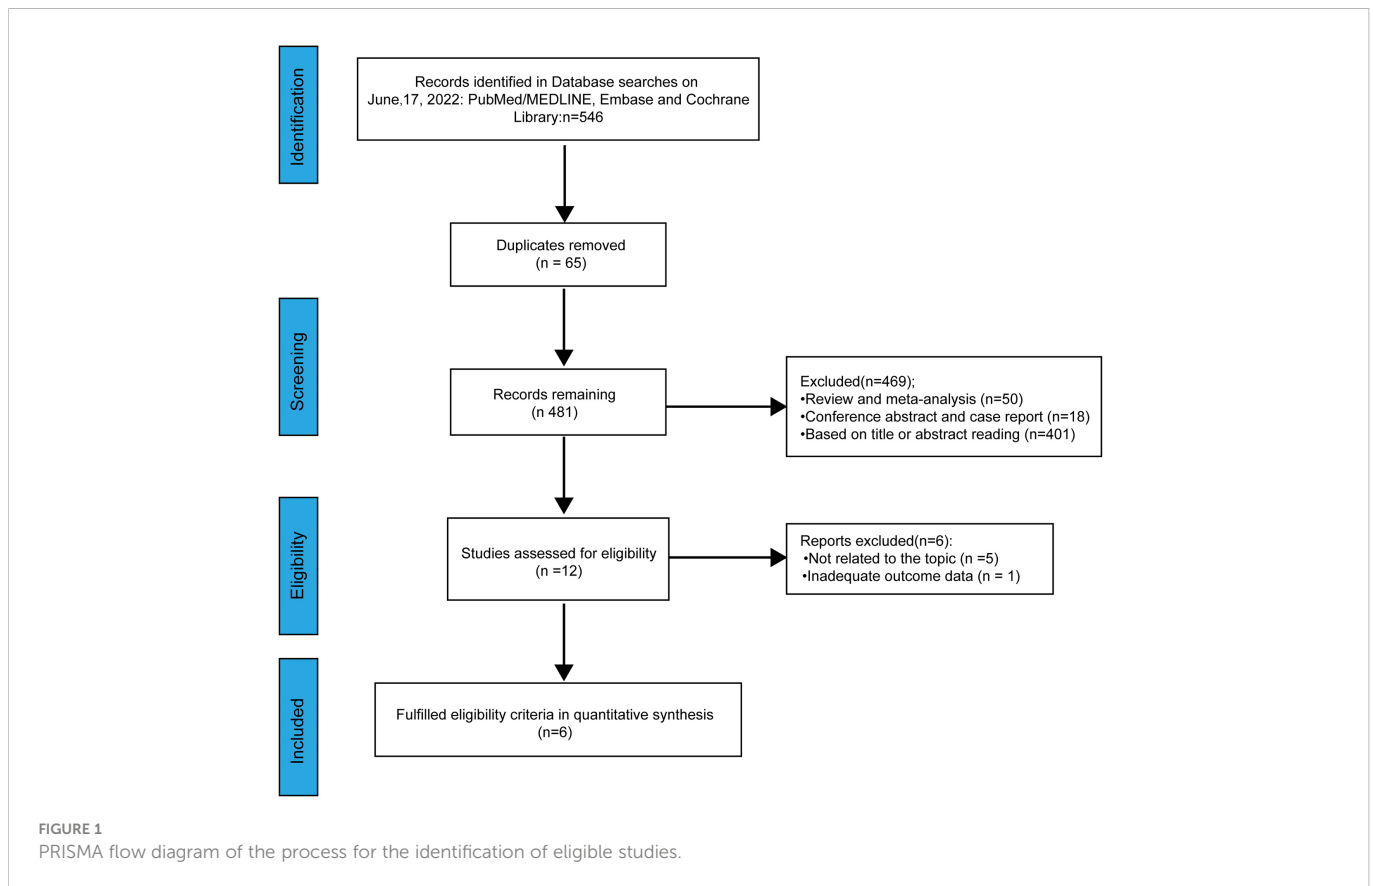 Identification
Records identified in Database searches on
June,17, 2022: PubMed/MEDLINE, Embase and Cochrane
Library:n=546
Duplicates removed
(n = 65)
Screening
Records remaining
(n 481)
Excluded(n=469);
•Review and meta-analysis (n=50)
•Conference abstract and case report (n=18)
•Based on title or abstract reading (n=401)
Eligibility
Studies assessed for eligibility
(n =12)
Reports excluded(n=6):
•Not related to the topic (n =5)
•Inadequate outcome data (n = 1)
Included
Fulfilled eligibility criteria in quantitative synthesis
(n=6)
FIGURE 1
PRISMA flow diagram of the process for the identification of eligible studies.